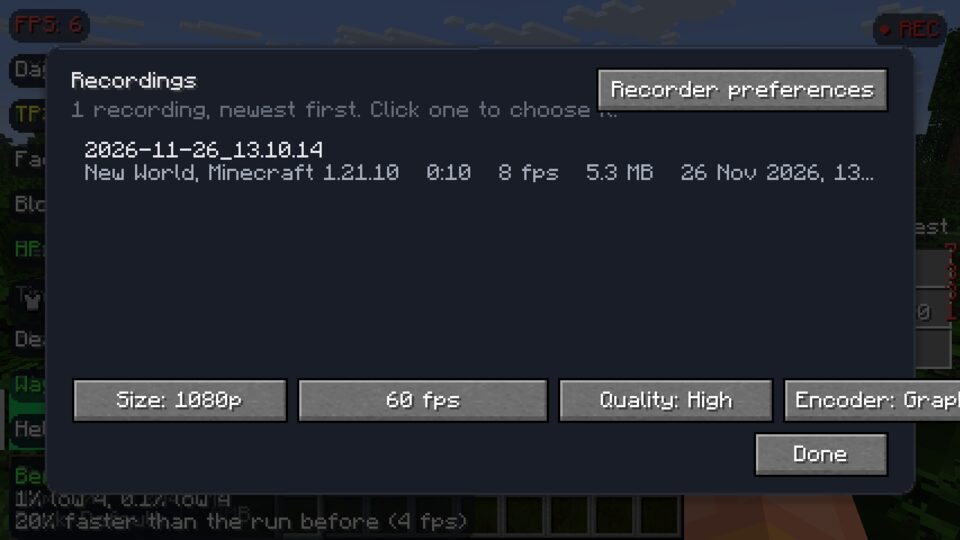 FPS: 6
REC
Recordings
Recorder preferences
1 recording, newest first. Click one to choose
2026-11-26_13.10.14
New World, Minecraft 1.21.10 0:10 8 fps 5.3 MB 26 Nov 2026, 13...
Size: 1080p
60 fps
Quality: High
Encoder: Grap
Done
1% low 4, 0.1% low 4
20% faster than the run before (4 fps)